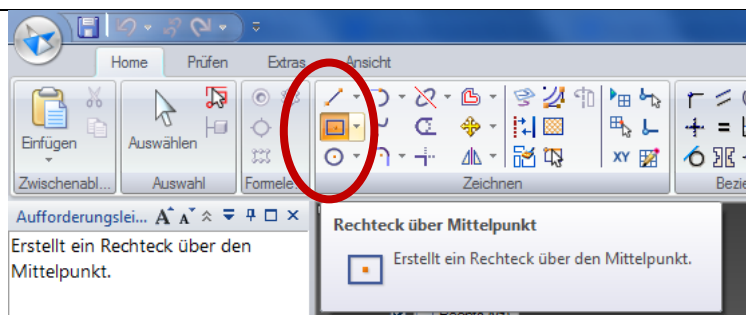 Home Prüfen Extras Ansicht
Einfügen
Auswählen
XY
Zwischenabl... Auswahl Formele Zeichnen Bezie
Aufforderungslei... A A
Erstellt ein Rechteck über den
Mittelpunkt.
Rechteck über Mittelpunkt
Erstellt ein Rechteck über den Mittelpunkt.